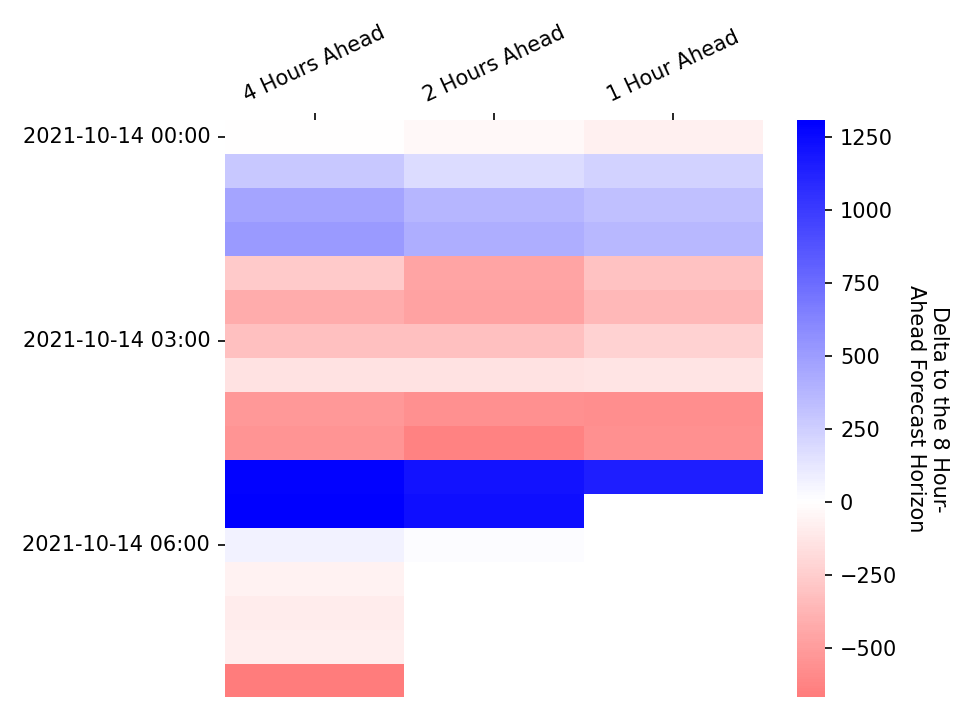 4 Hours Ahead
2 Hours Ahead
1 Hour Ahead
2021-10-14 00:00
2021-10-14 03:00
2021-10-14 06:00
1250
1000
750
500
250
0
−250
−500
Delta to the 8 Hour-
Ahead Forecast Horizon